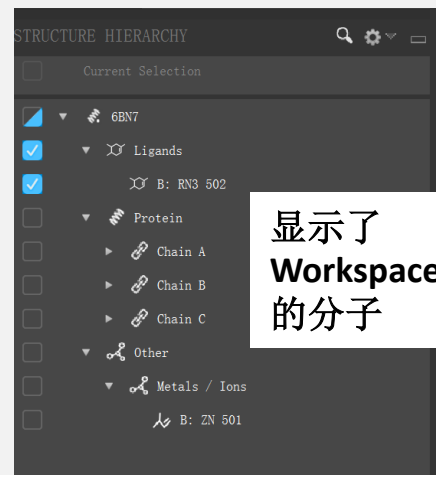 STRUCTURE HIERARCHY
Current Selection
6BN7
Ligands
B: RN3 502
Protein
Chain A
Chain B
Chain C
Other
Metals / Ions
B: ZN 501
显示了
Workspace
的分子